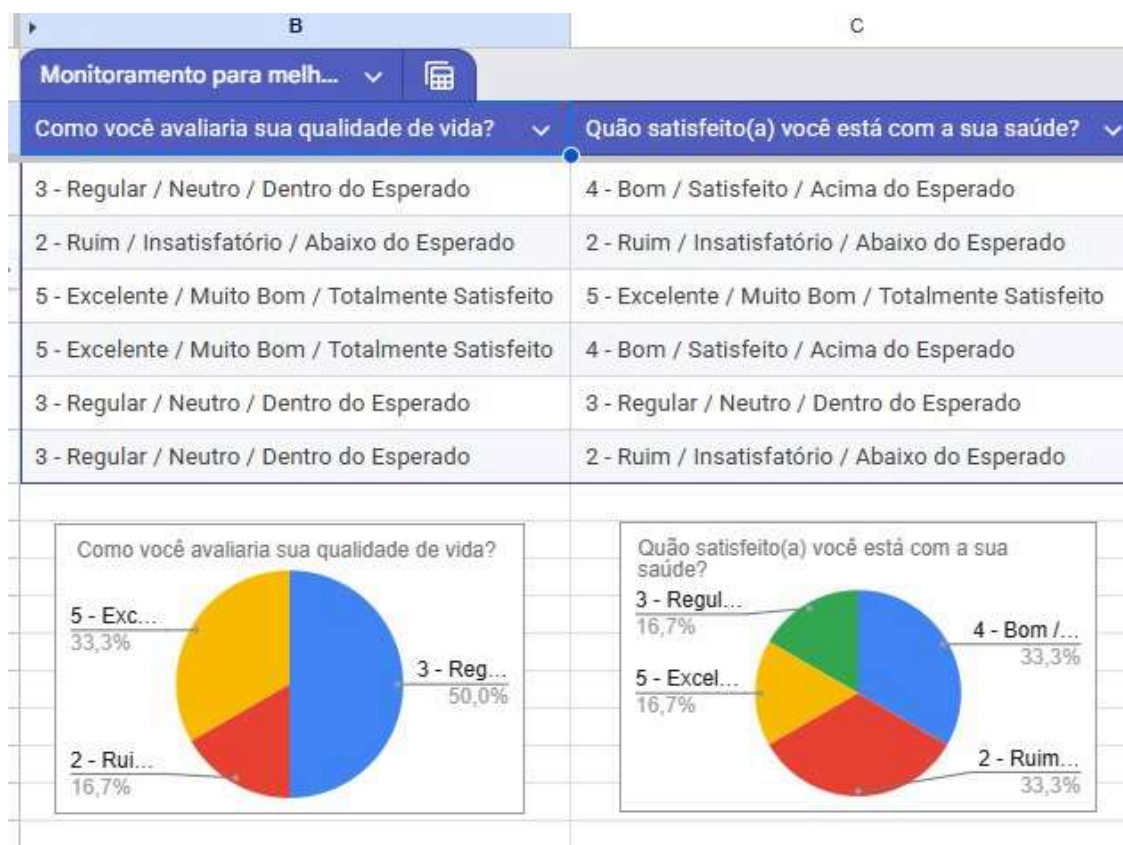 B
C
Monitoramento para melh...
Como você avaliaria sua qualidade de vida?
Quão satisfeito(a) você está com a sua saúde?
3 - Regular / Neutro / Dentro do Esperado
4 - Bom / Satisfeito / Acima do Esperado
2 - Ruim / Insatisfatório / Abaixo do Esperado
2 - Ruim / Insatisfatório / Abaixo do Esperado
5 - Excelente / Muito Bom / Totalmente Satisfeito
5 - Excelente / Muito Bom / Totalmente Satisfeito
5 - Excelente / Muito Bom / Totalmente Satisfeito
4 - Bom / Satisfeito / Acima do Esperado
3 - Regular / Neutro / Dentro do Esperado
3 - Regular / Neutro / Dentro do Esperado
3 - Regular / Neutro / Dentro do Esperado
2 - Ruim / Insatisfatório / Abaixo do Esperado
Como você avaliaria sua qualidade de vida?
5 - Exc...
33,3%
3 - Reg...
50,0%
2 - Rui...
16,7%
Quão satisfeito(a) você está com a sua
saúde?
3 - Regul...
16,7%
4 - Bom /...
33,3%
5 - Excel...
16,7%
2 - Ruim...
33,3%